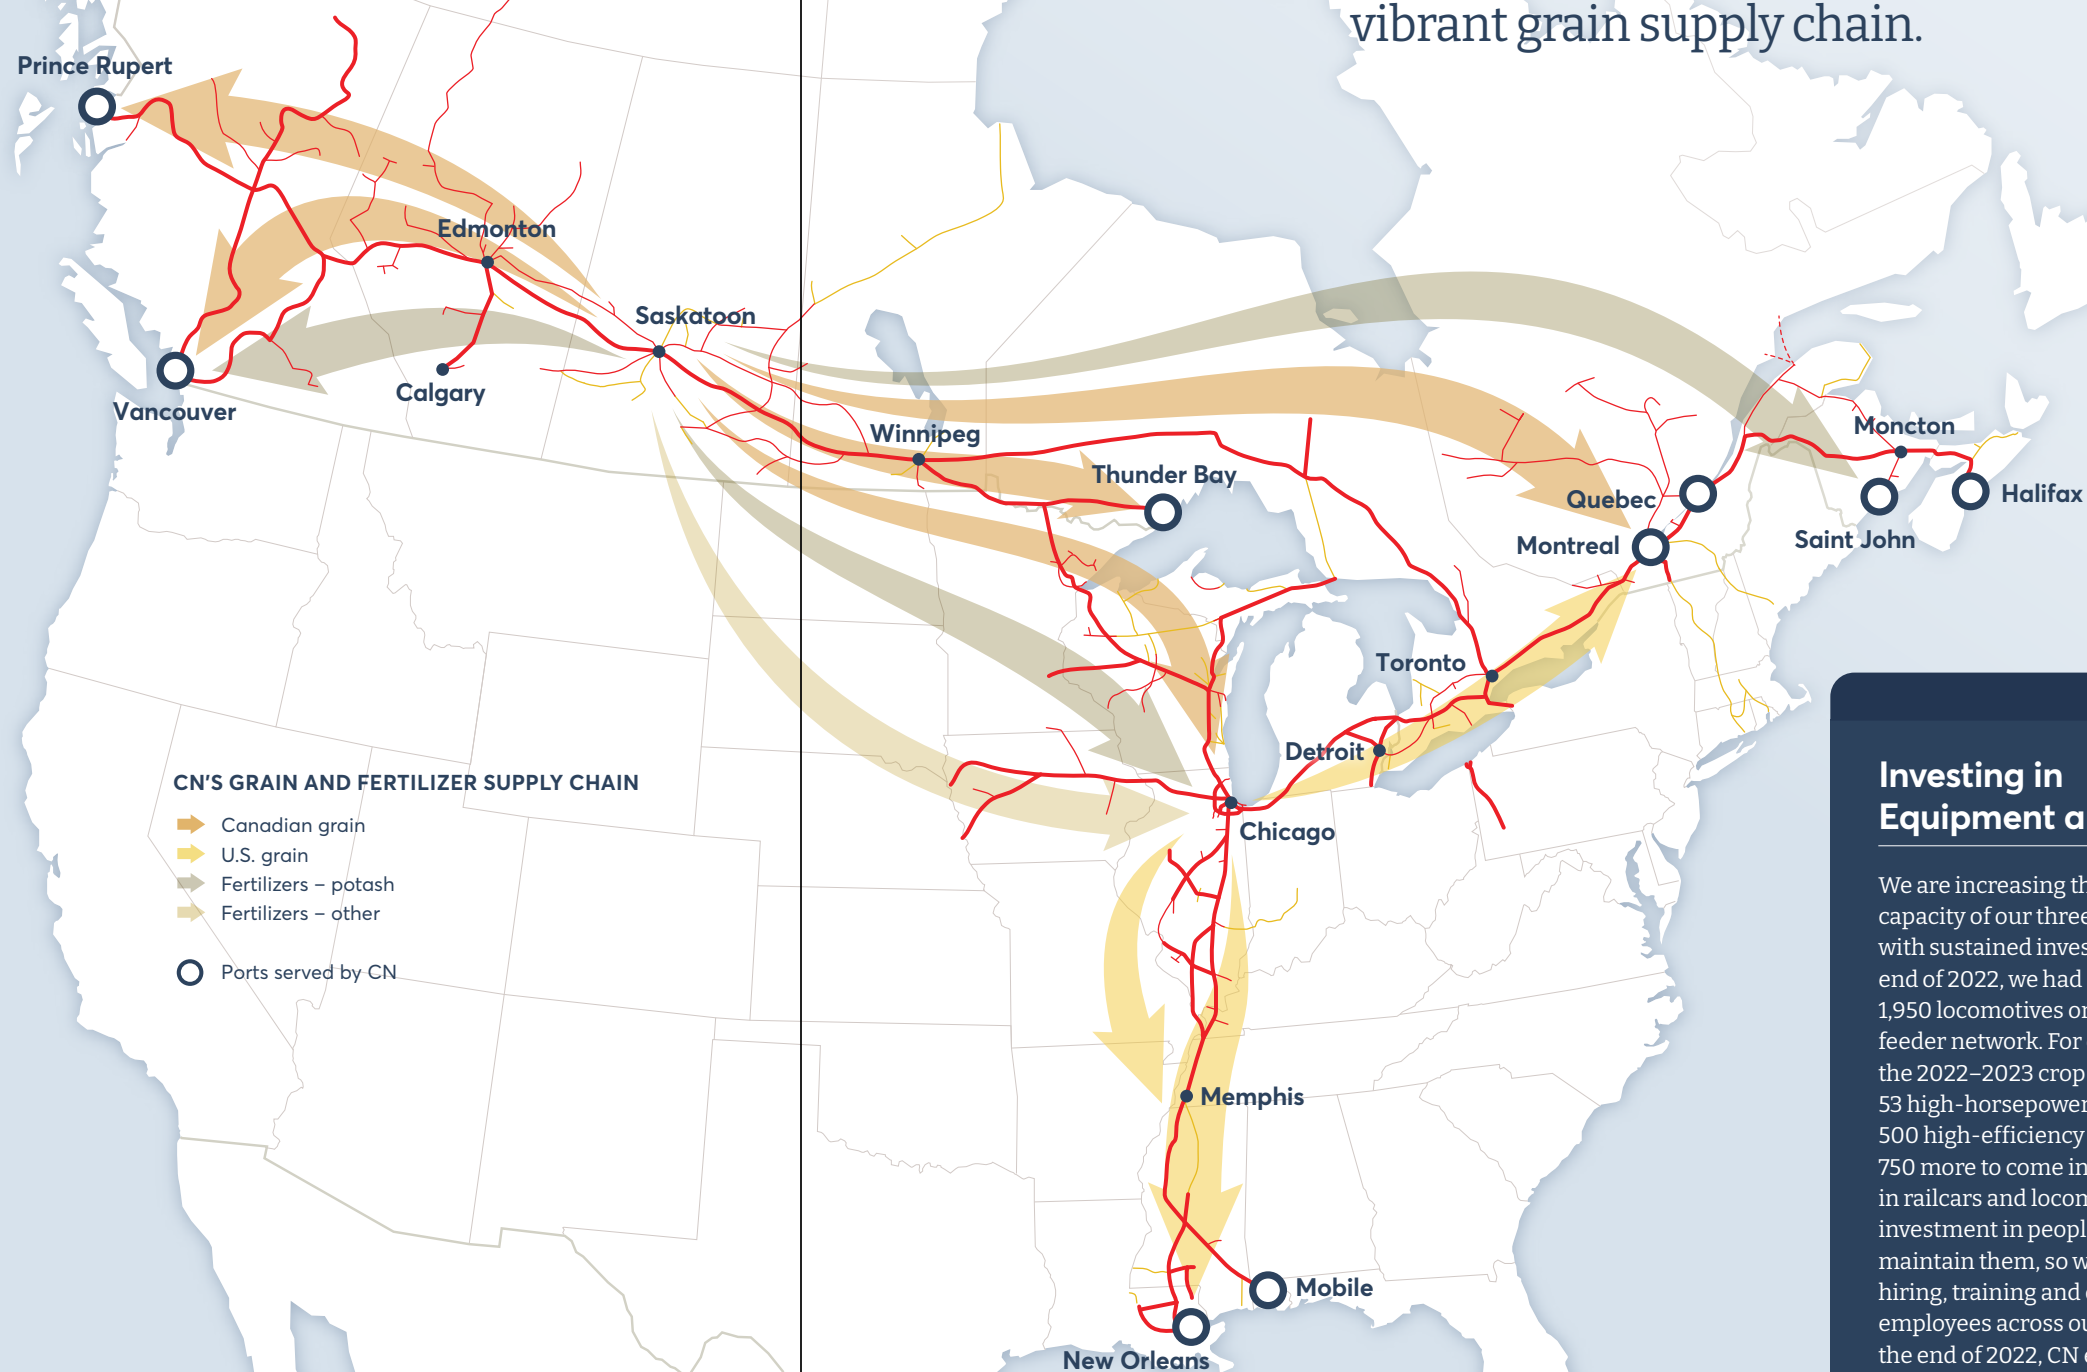 vibrant grain supply chain.
Prince Rupert
Edmonton
Saskatoon
Calgary
Vancouver
Winnipeg
Thunder Bay
Moncton
Quebec
Halifax
Montreal
Saint John
Toronto
Detroit
Chicago
Memphis
Mobile
New Orleans
CN'S GRAIN AND FERTILIZER SUPPLY CHAIN
Canadian grain
U.S. grain
Fertilizers – potash
Fertilizers – other
Ports served by CN
Investing in
Equipment a
We are increasing th
capacity of our three
with sustained inves
end of 2022, we had
1,950 locomotives o
feeder network. For
the 2022–2023 crop
53 high-horsepower
500 high-efficiency
750 more to come in
in railcars and locom
investment in peopl
maintain them, so w
hiring, training and
employees across ou
the end of 2022, CN